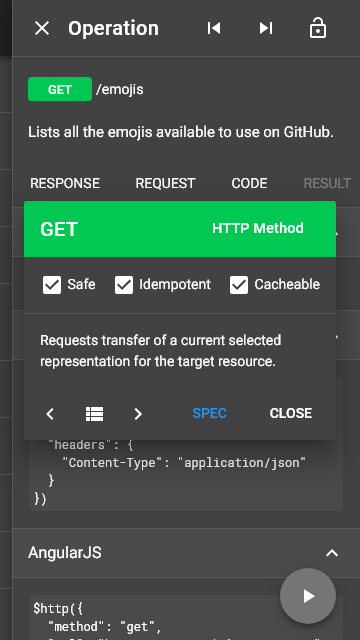 Operation
GET /emojis
Lists all the emojis available to use on GitHub.
RESPONSE REQUEST CODE RESULT
GET HTTP Method
Safe Idempotent Cacheable
Requests transfer of a current selected
representation for the target resource.
SPEC CLOSE
"headers": {
"Content-Type": "application/json"
}
})
AngularJS
$http({
"method": "get",